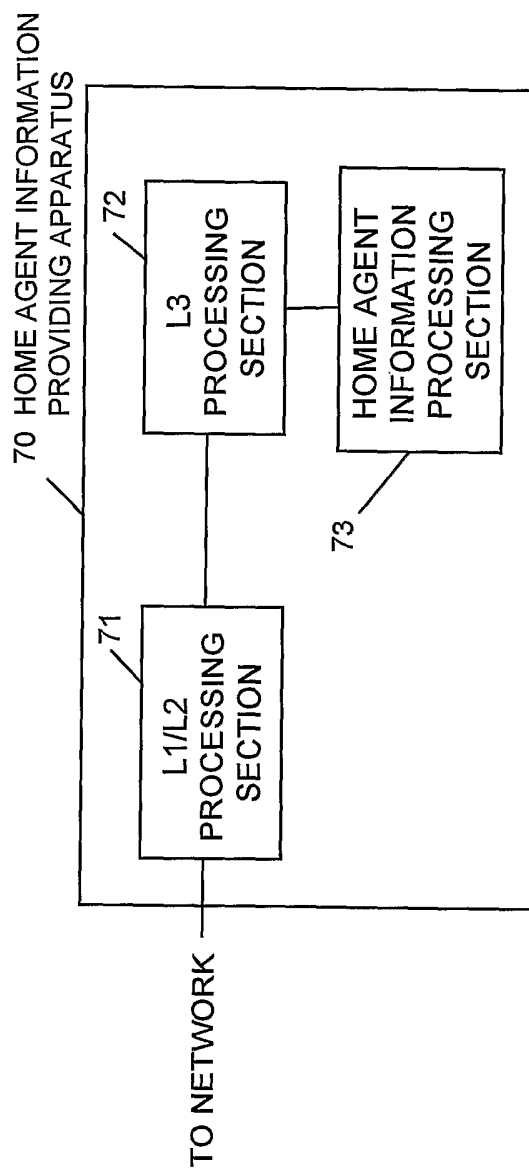 70 HOME AGENT INFORMATION
PROVIDING APPARATUS
TO NETWORK
71
L1/L2
PROCESSING
SECTION
72
L3
PROCESSING
SECTION
73
HOME AGENT
INFORMATION
PROCESSING
SECTION